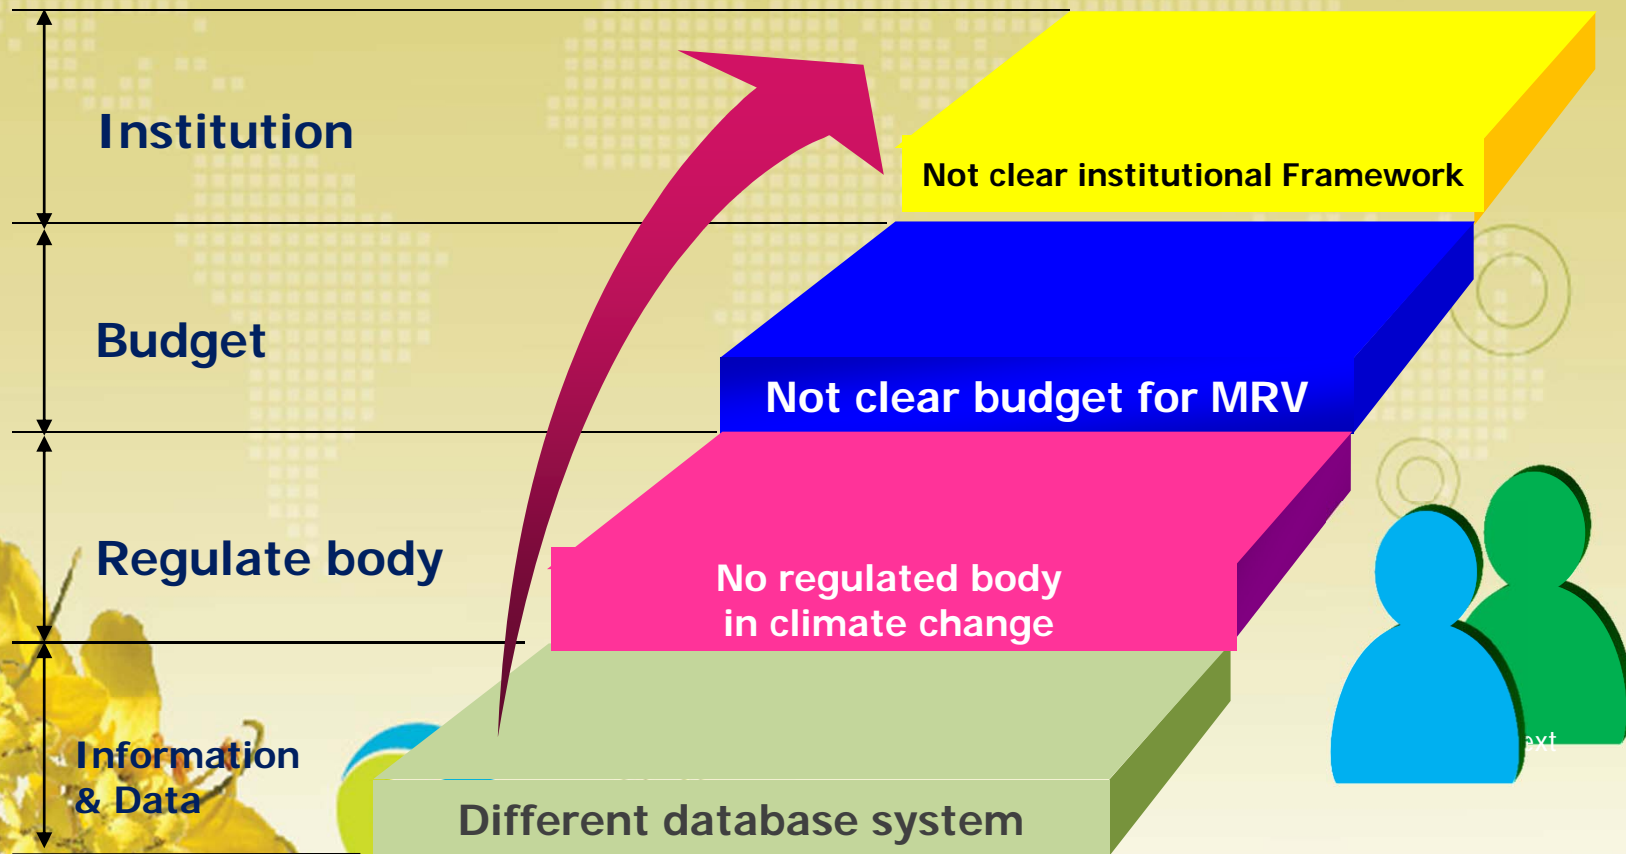 Institution
Not clear institutional Framework
Budget
Not clear budget for MRV
Regulate body
No regulated body
in climate change
Information
& Data
Different database system